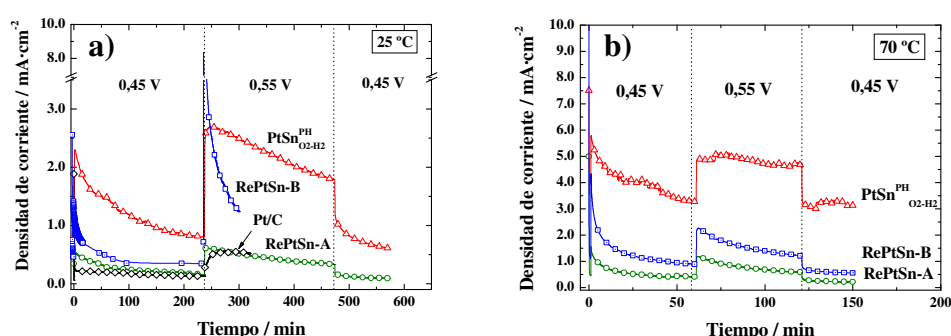 a)
25 ºC
Densidad de corriente / mA·cm-2
10.0
8.0
3.0
2.0
1.0
0.0
0,45 V
0,55 V
0,45 V
PtSnPH O2-H2
RePtSn-B
Pt/C
RePtSn-A
0
100
200
300
400
500
600
Tiempo / min
b)
70 ºC
Densidad de corriente / mA·cm-2
10.0
9.0
8.0
7.0
6.0
5.0
4.0
3.0
2.0
1.0
0.0
0,45 V
0,55 V
0,45 V
PtSnPH O2-H2
RePtSn-B
RePtSn-A
0
50
100
150
200
Tiempo / min